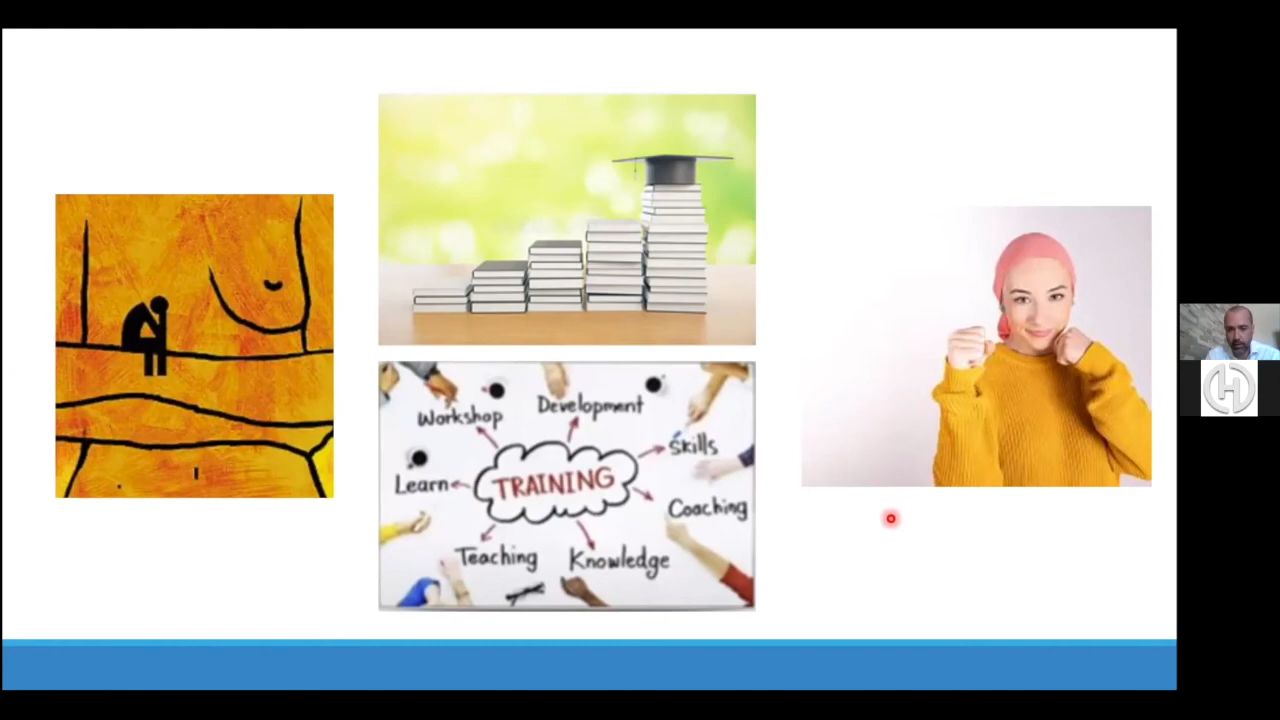 Workshop
Development
Skills
Learn
TRAINING
Coaching
Teaching
Knowledge
H